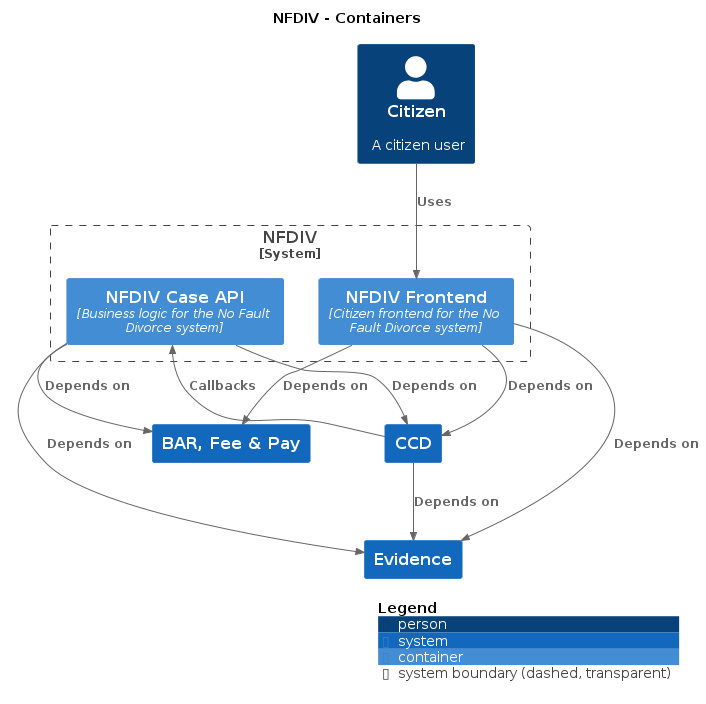 NFDIV - Containers
Citizen
A citizen user
Uses
NFDIV
[System]
NFDIV Case API
[Business logic for the No Fault
Divorce system]
NFDIV Frontend
[Citizen frontend for the No
Fault Divorce system]
Depends on
Callbacks
Depends on
Depends on
Depends on
Depends on
Depends on
BAR, Fee & Pay
CCD
Depends on
Evidence
Legend
person
system
container
system boundary (dashed, transparent)